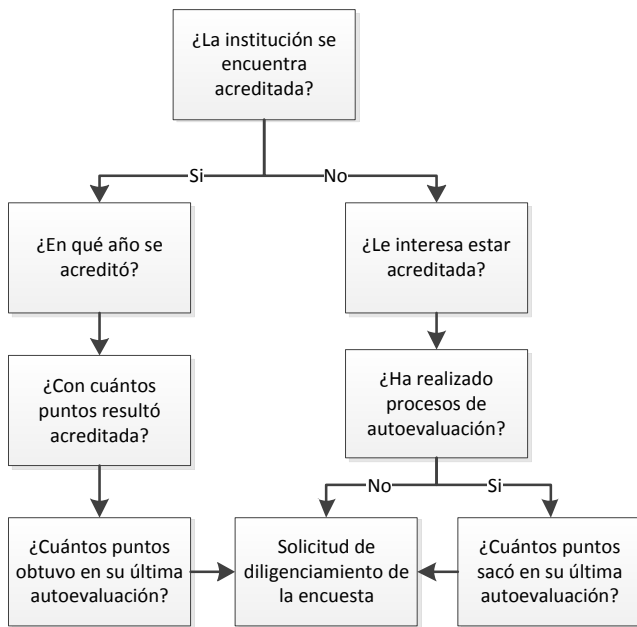 ¿La institución se
encuentra
acreditada?
Si
No
¿En qué año se
acreditó?
¿Le interesa estar
acreditada?
¿Con cuántos
puntos resultó
acreditada?
¿Ha realizado
procesos de
autoevaluación?
No
Si
¿Cuántos puntos
obtuvo en su última
autoevaluación?
Solicitud de
diligenciamiento de
la encuesta
¿Cuántos puntos
sacó en su última
autoevaluación?